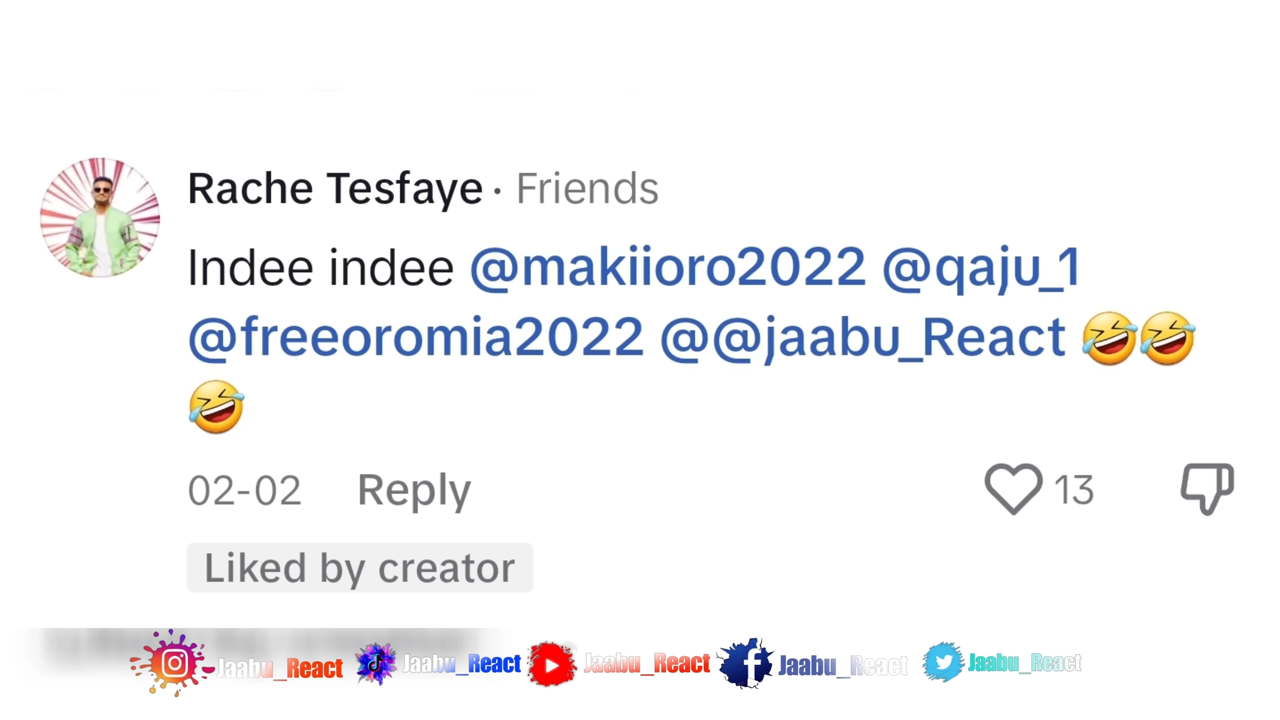 Rache Tesfaye · Friends
Indee indee @makiioro2022 @qaju_1
@freeoromia2022 @@jaabu_React 🤣🤣
🤣
02-02 Reply 13
Liked by creator
Jaabu_React Jaabu_React Jaabu_React Jaabu_React Jaabu_React